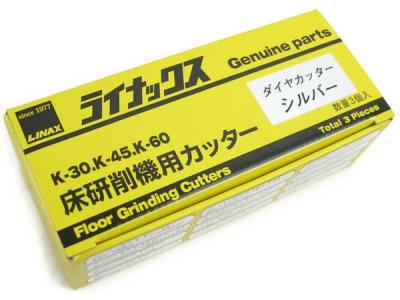 since 1977
LINAX
ライナックス
Genuine parts
ダイヤカッター
シルバー
数量3個入
K-30,K-45,K-60
床研削機用カッター
Floor Grinding Cutters
Total 3 Pieces